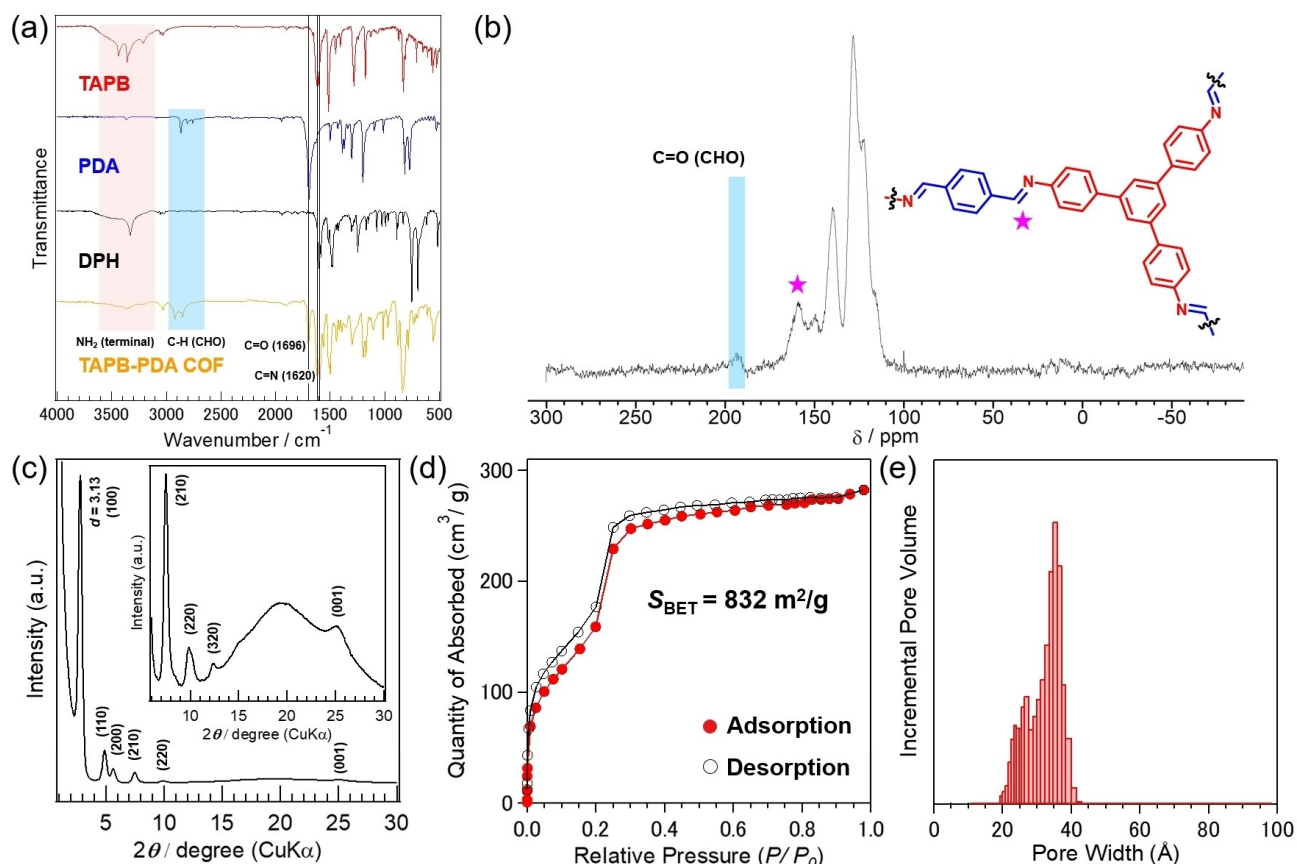 (a)
TAPB
PDA
DPH
NH₂ (terminal)
C-H (CHO)
C=O (1696)
TAPB-PDA COF
C=N (1620)
Transmittance
4000 3500 3000 2500 2000 1500 1000 500
Wavenumber / cm⁻¹
(b)
C=O (CHO)
N
N
N
N
300 250 200 150 100 50 0 -50
δ / ppm
(c)
d = 3.13
(100)
(110)
(200)
(210)
(220)
(001)
Intensity (a.u.)
5 10 15 20 25 30
2θ / degree (CuKα)
(210)
(220)
(320)
(001)
Intensity (a.u.)
10 15 20 25 30
2θ / degree (CuKα)
(d)
300
200
100
0
Quantity of Absorbed (cm³ / g)
S_BET = 832 m²/g
Adsorption
Desorption
0.0 0.2 0.4 0.6 0.8 1.0
Relative Pressure (P/ P₀)
(e)
Incremental Pore Volume
0 20 40 60 80 100
Pore Width (Å)